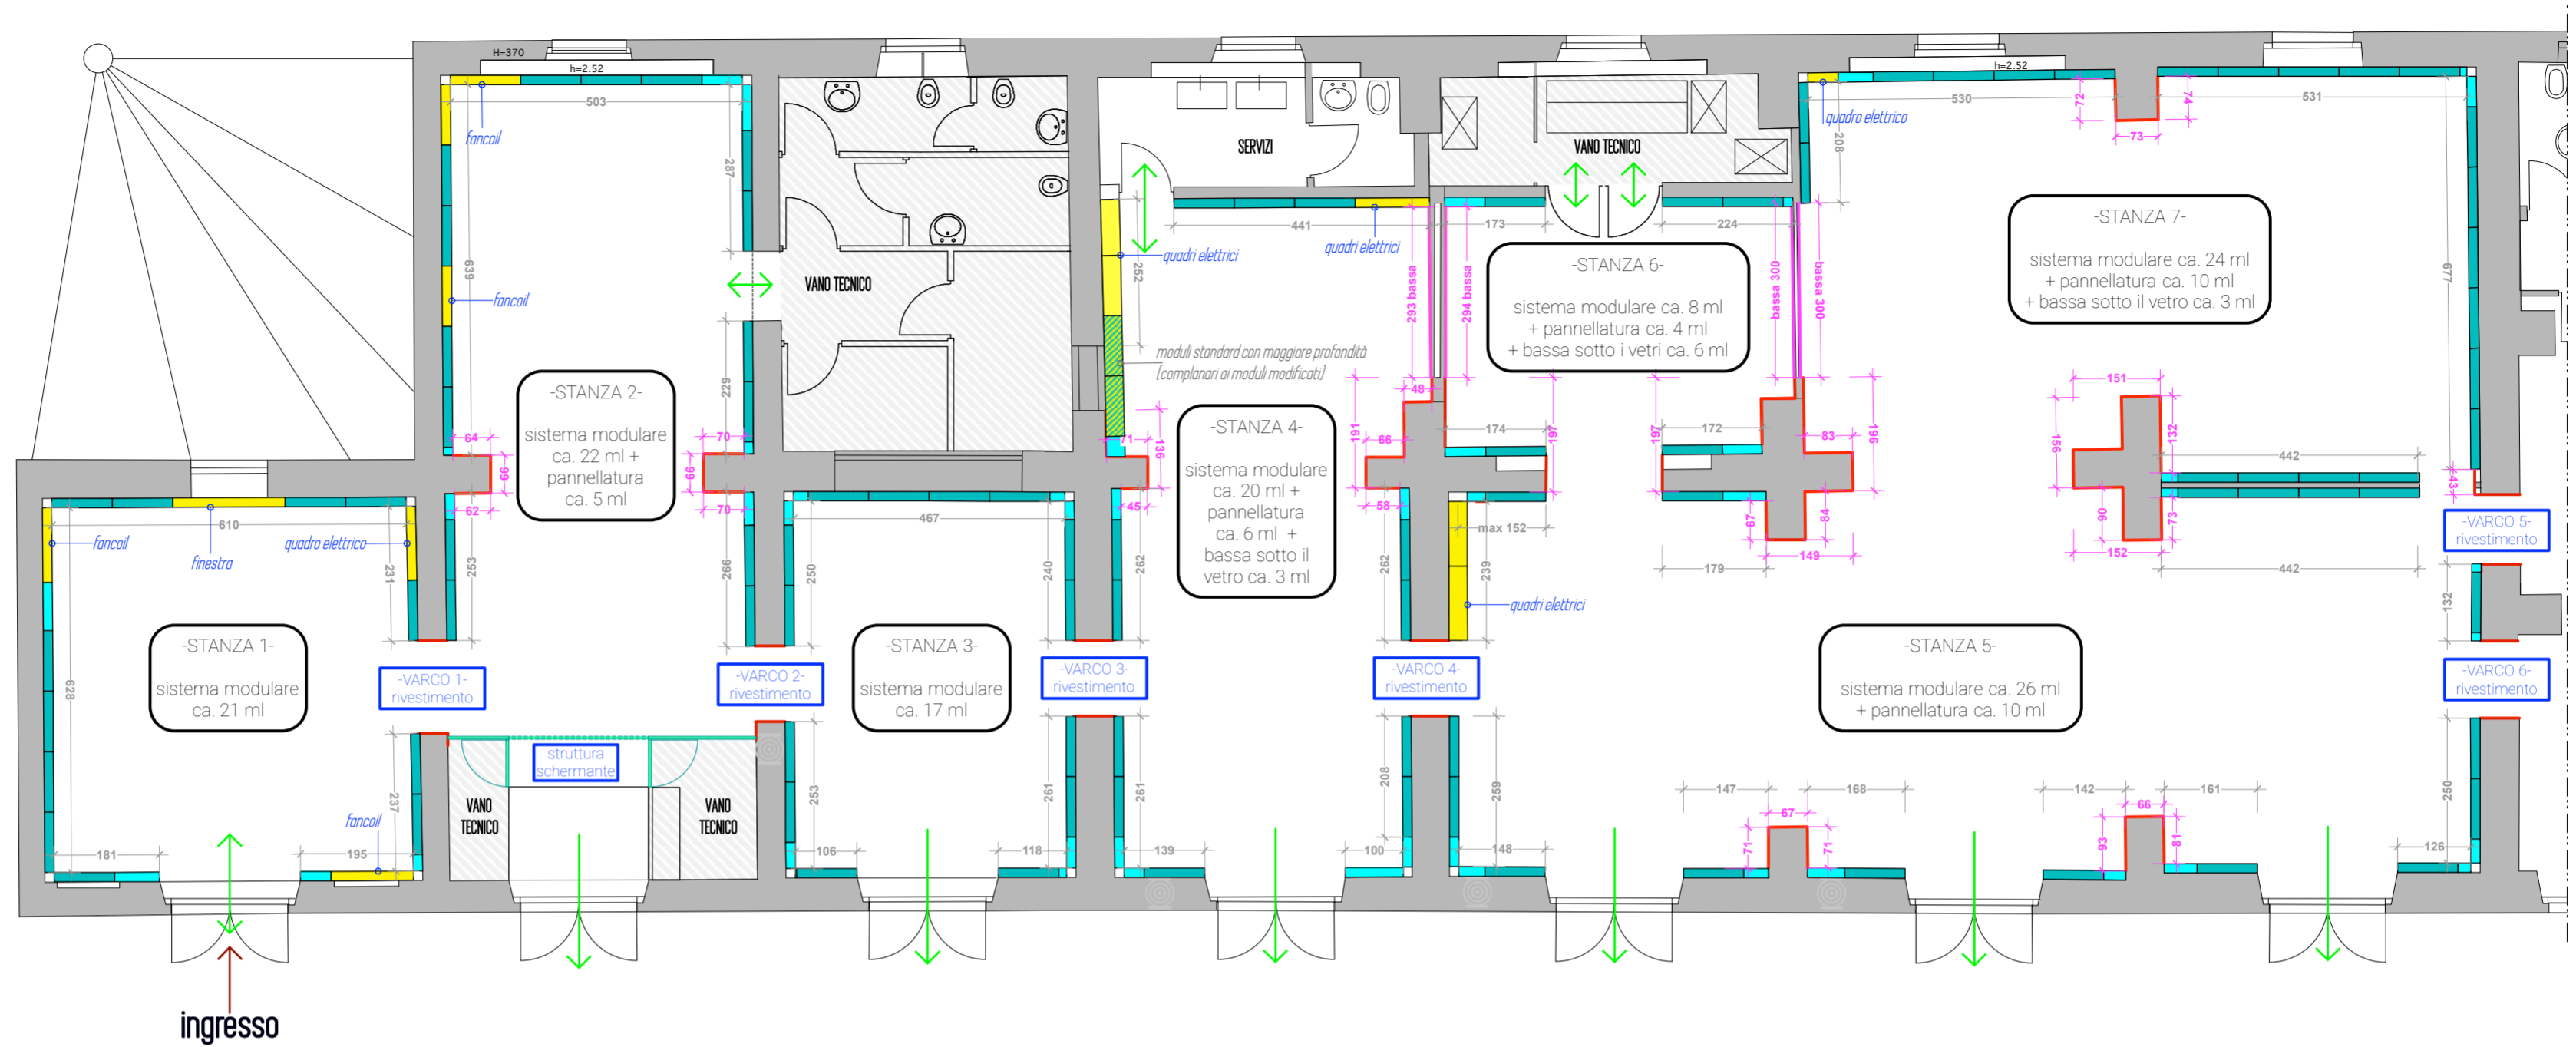 H=370
h=2.52
503
fancoil
287
639
fancoil
629
64
66
62
70
66
70
253
266
-STANZA 2-
sistema modulare
ca. 22 ml +
pannellatura
ca. 5 ml
VANO TECNICO
SERVIZI
441
quadri elettrici
quadri elettrici
252
293 bassa
moduli standard con maggiore profondità
(complanari ai moduli modificati)
48
191
66
58
71
136
45
262
262
-STANZA 4-
sistema modulare
ca. 20 ml +
pannellatura
ca. 6 ml +
bassa sotto il
vetro ca. 3 ml
VANO TECNICO
173
224
294 bassa
bassa 300
bassa 300
-STANZA 6-
sistema modulare ca. 8 ml
+ pannellatura ca. 4 ml
+ bassa sotto i vetri ca. 6 ml
174
197
197
172
83
196
67
84
149
179
max 152
239
quadri elettrici
h=2.52
530
quadro elettrico
208
72
73
74
531
677
-STANZA 7-
sistema modulare ca. 24 ml
+ pannellatura ca. 10 ml
+ bassa sotto il vetro ca. 3 ml
151
156
132
442
43
90
73
152
442
-VARCO 5-
rivestimento
132
-VARCO 6-
rivestimento
610
fancoil
finestra
quadro elettrico
231
628
-STANZA 1-
sistema modulare
ca. 21 ml
-VARCO 1-
rivestimento
237
fancoil
181
195
-VARCO 2-
rivestimento
struttura
schermante
VANO
TECNICO
VANO
TECNICO
467
250
240
-STANZA 3-
sistema modulare
ca. 17 ml
253
261
106
118
-VARCO 3-
rivestimento
261
208
139
100
-VARCO 4-
rivestimento
259
148
-STANZA 5-
sistema modulare ca. 26 ml
+ pannellatura ca. 10 ml
147
67
168
71
71
142
66
161
93
81
250
126
ingresso